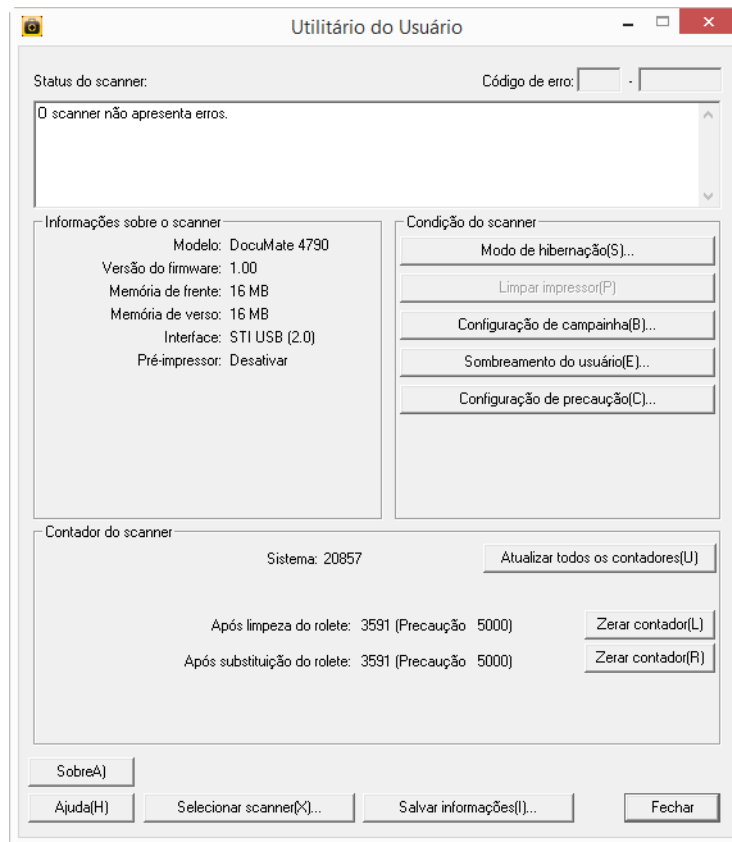 Utilitário do Usuário
Status do scanner:
Código de erro: -
O scanner não apresenta erros.
Informações sobre o scanner
Modelo: DocuMate 4790
Versão do firmware: 1.00
Memória de frente: 16 MB
Memória de verso: 16 MB
Interface: STI USB (2.0)
Pré-impressor: Desativar
Condição do scanner
Modo de hibernação(S)...
Limpar impressor(P)
Configuração de campainha(B)...
Sombreamento do usuário(E)...
Configuração de precaução(C)...
Contador do scanner
Sistema: 20857
Atualizar todos os contadores(U)
Após limpeza do rolete: 3591 (Precaução 5000)
Zerar contador(L)
Após substituição do rolete: 3591 (Precaução 5000)
Zerar contador(R)
SobreA)
Ajuda(H)
Selecionar scanner(X)...
Salvar informações(I)...
Fechar